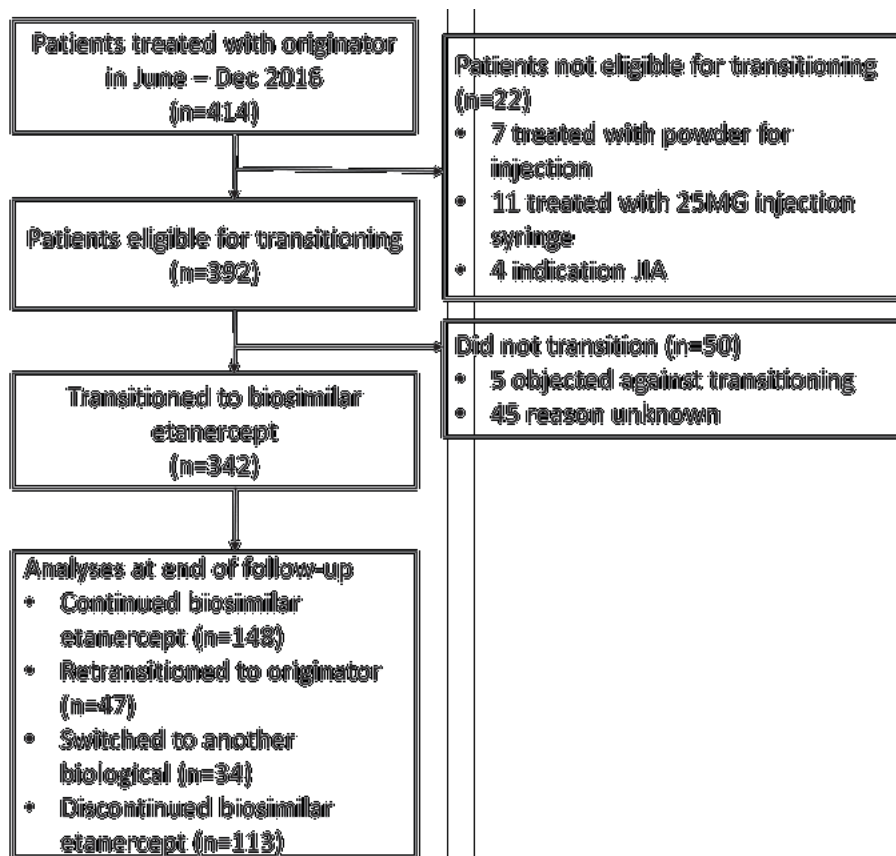 Patients treated with originator
in June – Dec 2016
(n=414)
Patients not eligible for transitioning
(n=22)
• 7 treated with powder for
injection
• 11 treated with 25MG injection
syringe
• 4 indication JIA
Patients eligible for transitioning
(n=392)
Did not transition (n=50)
• 5 objected against transitioning
• 45 reason unknown
Transitioned to biosimilar
etanercept
(n=342)
Analyses at end of follow-up
• Continued biosimilar
etanercept (n=148)
• Retransitioned to originator
(n=47)
• Switched to another
biological (n=34)
• Discontinued biosimilar
etanercept (n=113)